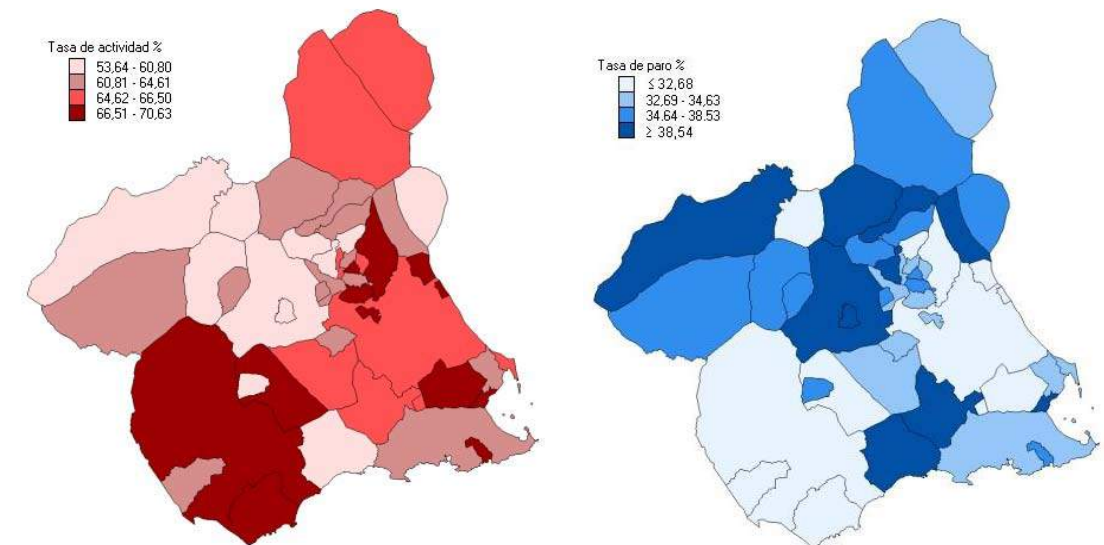 Tasa de actividad %
53,64 - 60,80
60,81 - 64,61
64,62 - 66,50
66,51 - 70,63
Tasa de paro %
≤ 32,68
32,69 - 34,63
34.64 - 38.53
≥ 38,54